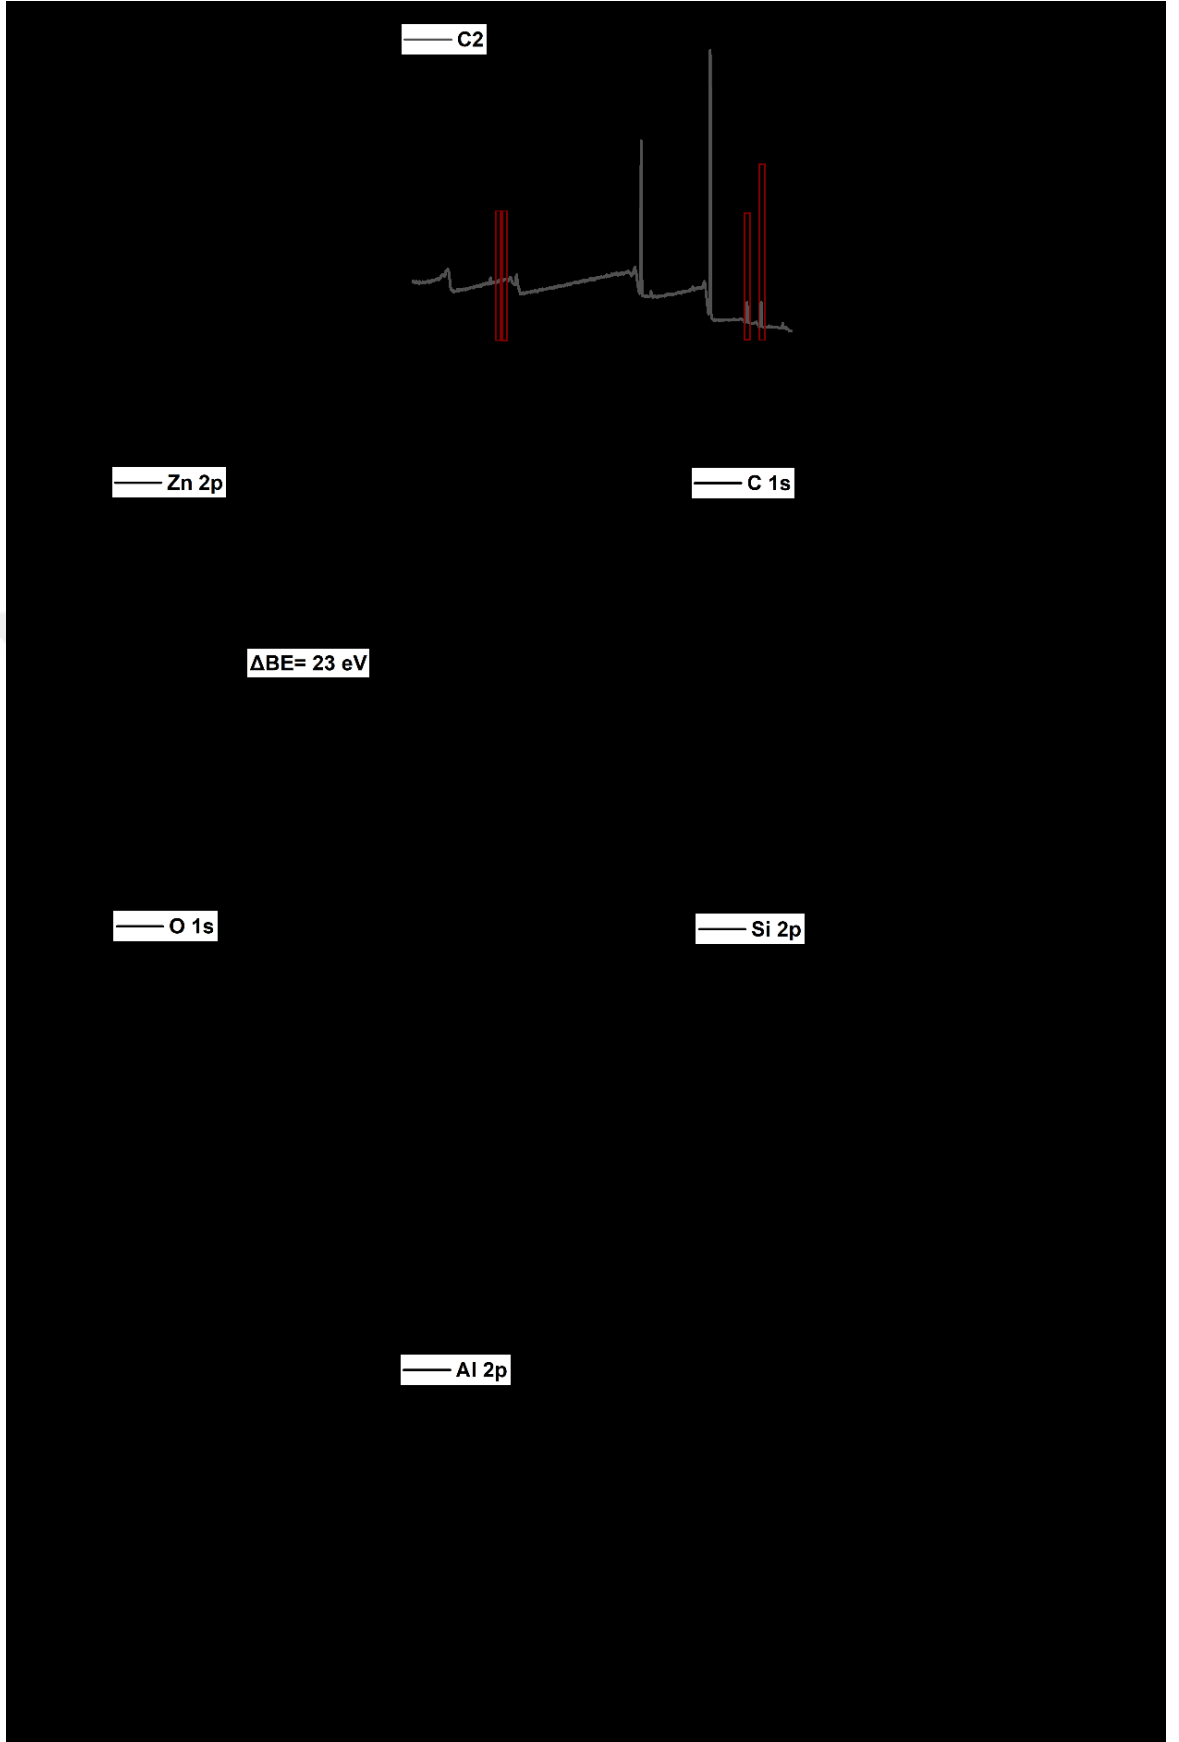 C2
Zn 2p
C 1s
ΔBE= 23 eV
O 1s
Si 2p
Al 2p